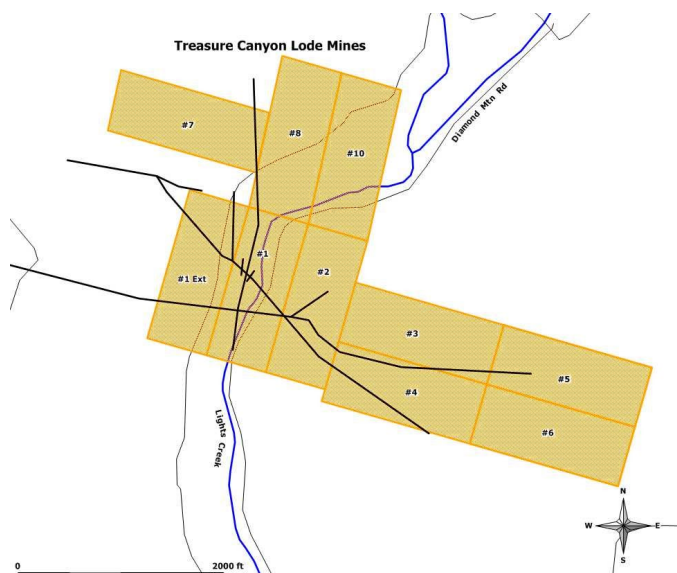 Treasure Canyon Lode Mines
Diamond Mtn Rd
#7
#8
#10
#1
#1 Ext
#2
#3
#4
#5
#6
Lights Creek
N
W
E
S
0
2000 ft